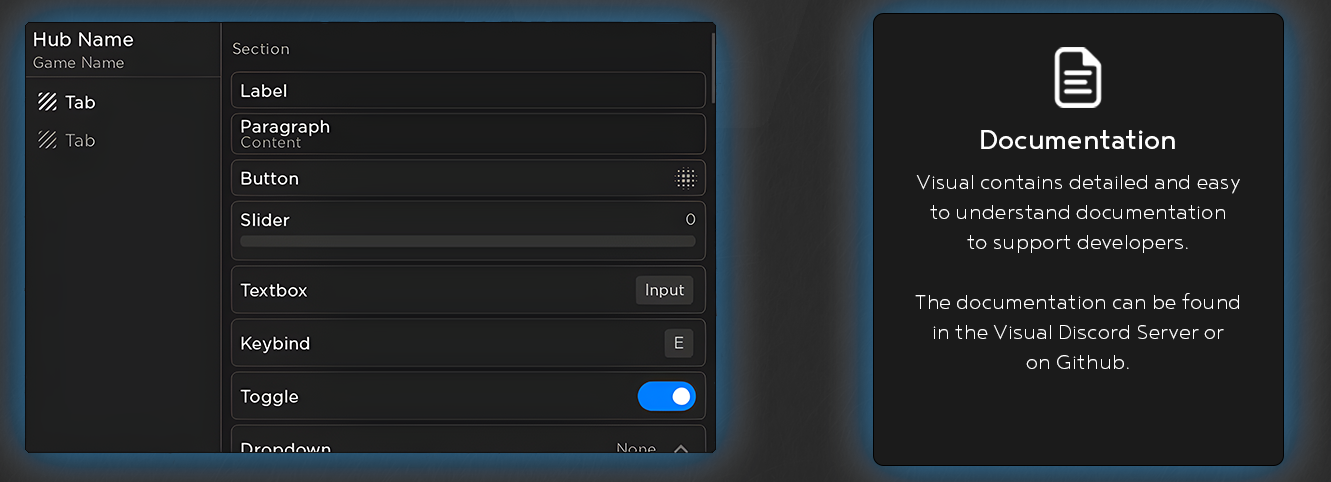 Hub Name
Game Name
Tab
Tab
Section
Label
Paragraph
Content
Button
Slider 0
Textbox Input
Keybind E
Toggle
Dropdown None
Documentation
Visual contains detailed and easy
to understand documentation
to support developers.
The documentation can be found
in the Visual Discord Server or
on Github.